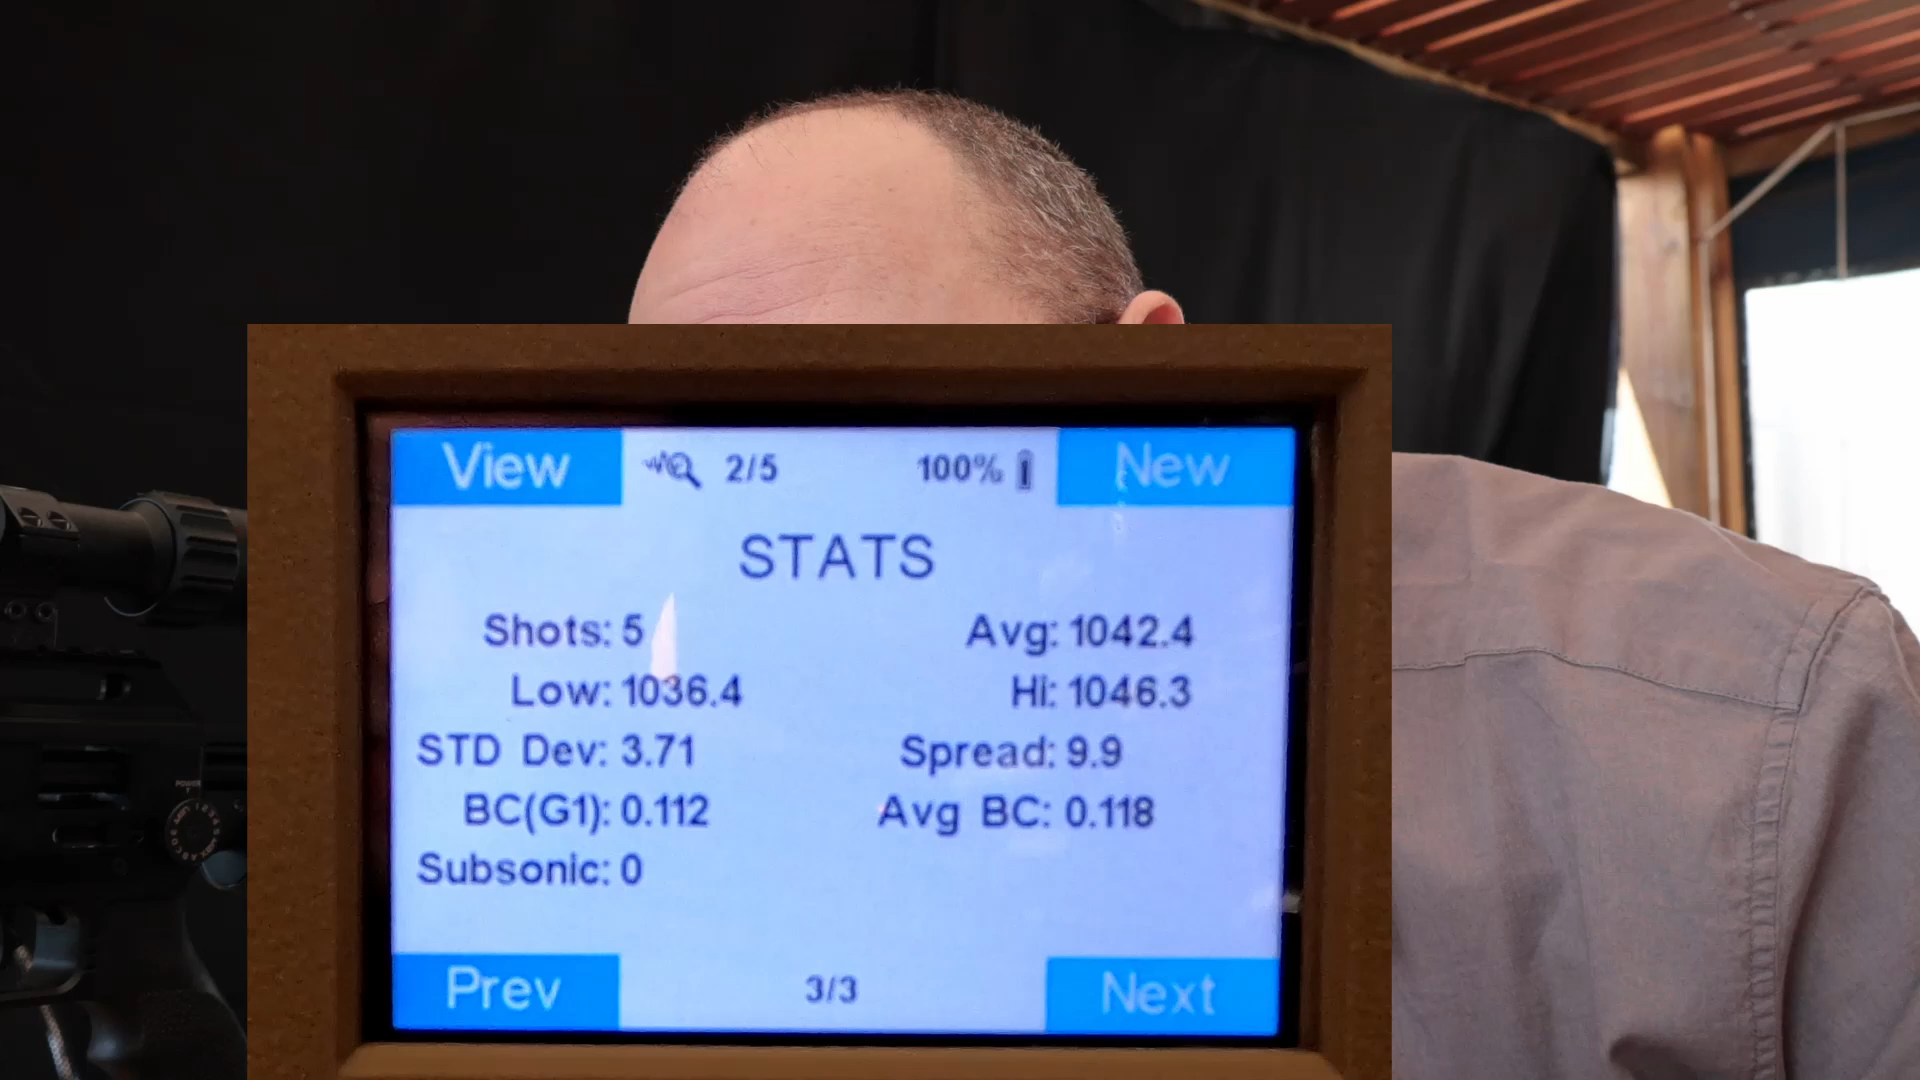 View 2/5 100% New
STATS
Shots: 5 Avg: 1042.4
Low: 1036.4 Hi: 1046.3
STD Dev: 3.71 Spread: 9.9
BC(G1): 0.112 Avg BC: 0.118
Subsonic: 0
Prev 3/3 Next
POWER